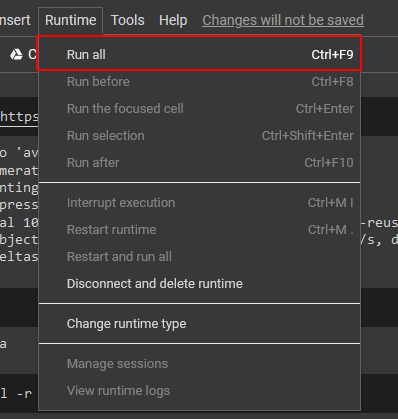 nsert Runtime Tools Help Changes will not be saved
C
Run all Ctrl+F9
Run before Ctrl+F8
https
Run the focused cell Ctrl+Enter
o 'av Run selection Ctrl+Shift+Enter
merat Run after Ctrl+F10
nting
press Interrupt execution Ctrl+M I
al 10 Restart runtime Ctrl+M . -reus
bject /s, d
eltas Restart and run all
Disconnect and delete runtime
Change runtime type
a
Manage sessions
l -r View runtime logs